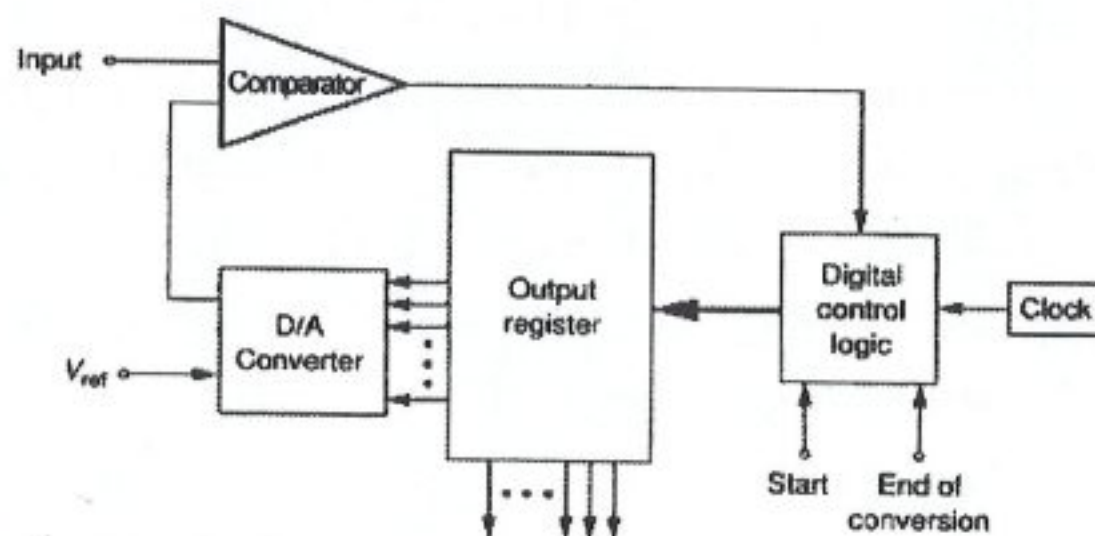 Input
Comparator
Output
register
Digital
control
logic
Clock
D/A
Converter
Vref
Start
End of
conversion